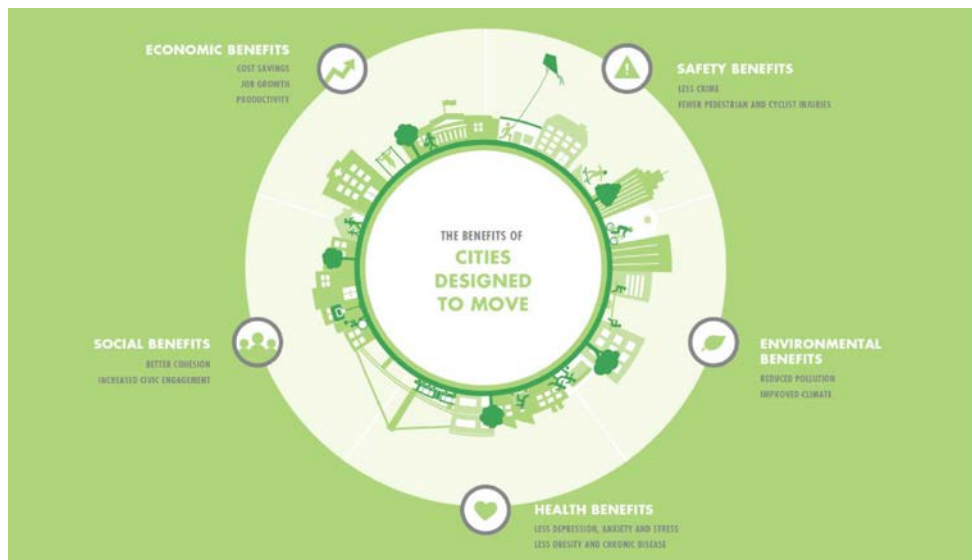 THE BENEFITS OF
CITIES
DESIGNED
TO MOVE
ECONOMIC BENEFITS
COST SAVINGS
JOB GROWTH
PRODUCTIVITY
SAFETY BENEFITS
LESS CRIME
FEWER PEDESTRIAN AND CYCLIST INJURIES
SOCIAL BENEFITS
BETTER COHESION
INCREASED CIVIC ENGAGEMENT
ENVIRONMENTAL
BENEFITS
REDUCED POLLUTION
IMPROVED CLIMATE
HEALTH BENEFITS
LESS DEPRESSION, ANXIETY AND STRESS
LESS OBESITY AND CHRONIC DISEASE